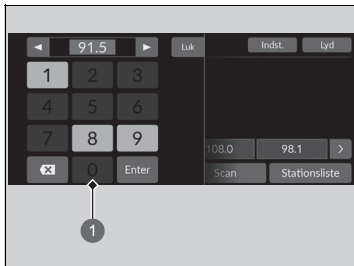 91.5 Luk Indst. Lyd
1 2 3
4 5 6
7 8 9
108.0 98.1
0 Enter Scan Stationsliste
1